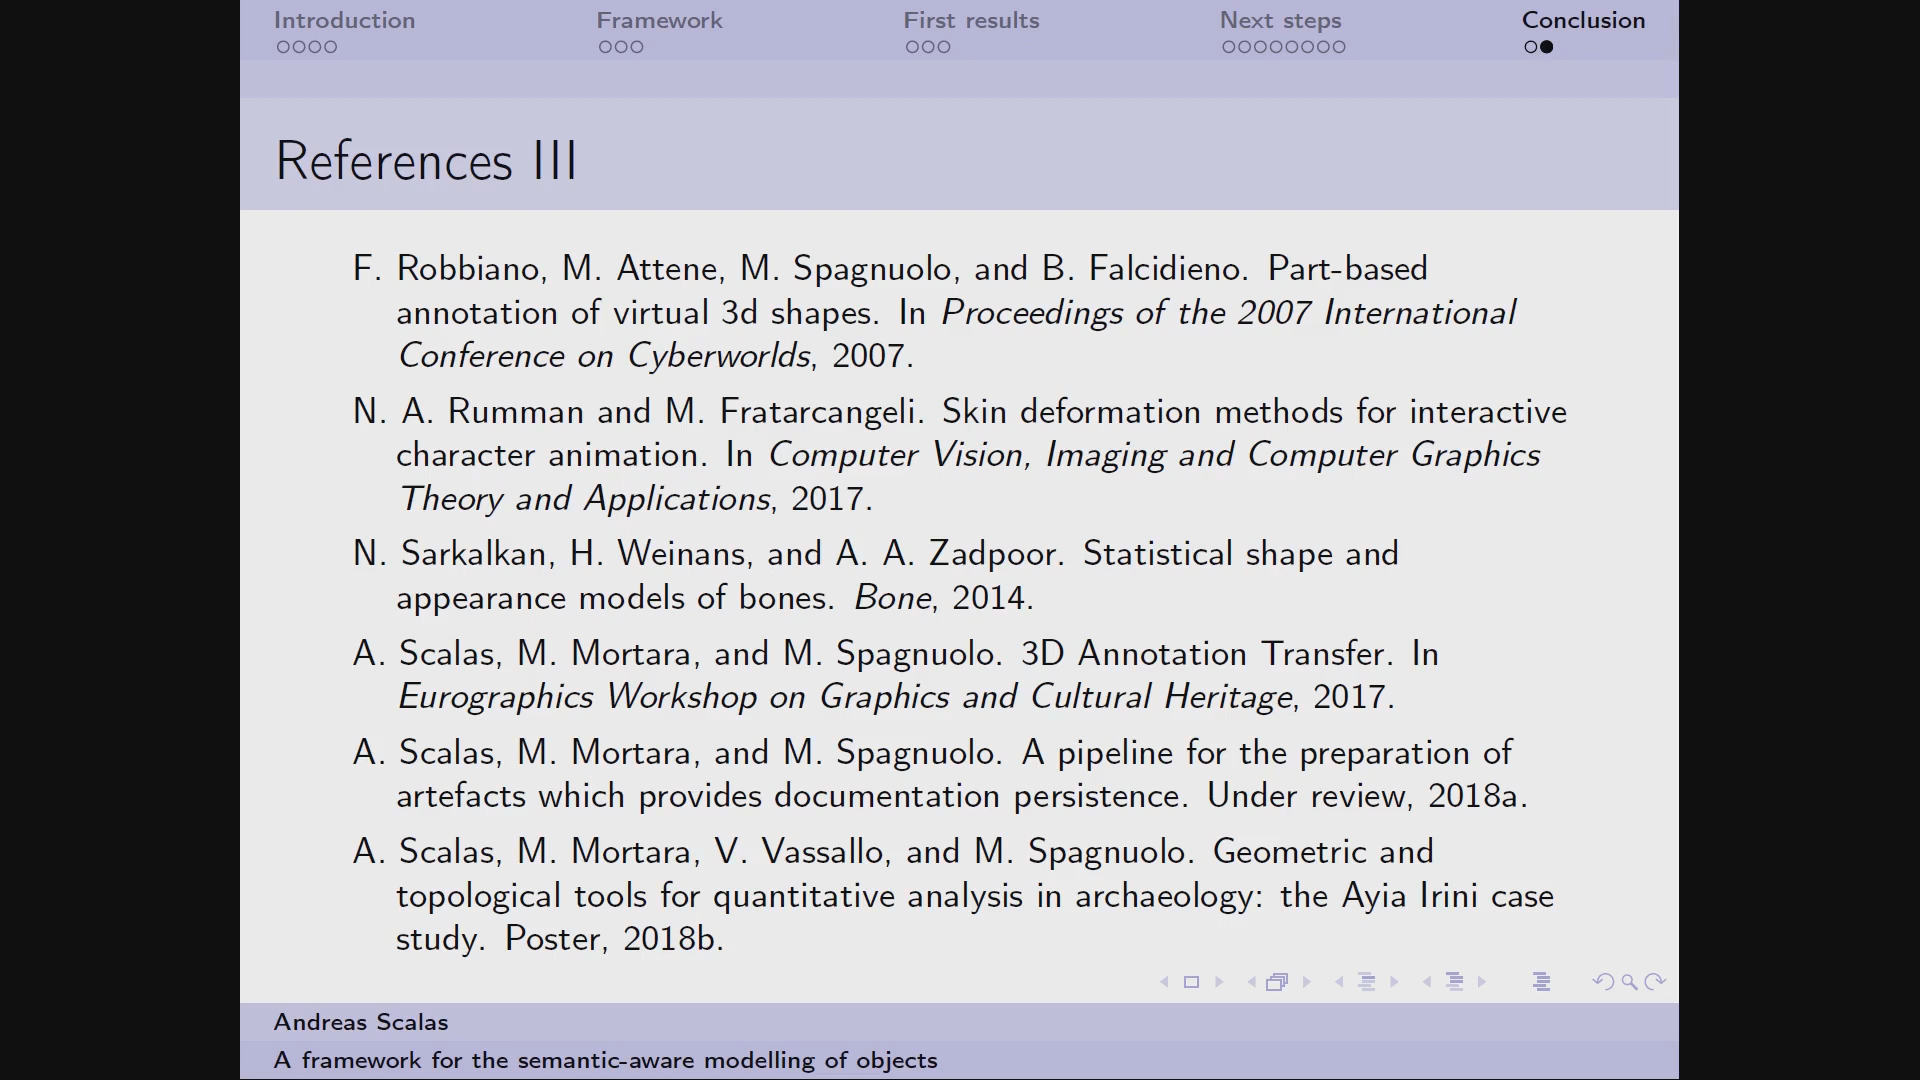 Introduction Framework First results Next steps Conclusion
References III
F. Robbiano, M. Attene, M. Spagnuolo, and B. Falcidieno. Part-based
annotation of virtual 3d shapes. In Proceedings of the 2007 International
Conference on Cyberworlds, 2007.
N. A. Rumman and M. Fratarcangeli. Skin deformation methods for interactive
character animation. In Computer Vision, Imaging and Computer Graphics
Theory and Applications, 2017.
N. Sarkalkan, H. Weinans, and A. A. Zadpoor. Statistical shape and
appearance models of bones. Bone, 2014.
A. Scalas, M. Mortara, and M. Spagnuolo. 3D Annotation Transfer. In
Eurographics Workshop on Graphics and Cultural Heritage, 2017.
A. Scalas, M. Mortara, and M. Spagnuolo. A pipeline for the preparation of
artefacts which provides documentation persistence. Under review, 2018a.
A. Scalas, M. Mortara, V. Vassallo, and M. Spagnuolo. Geometric and
topological tools for quantitative analysis in archaeology: the Ayia Irini case
study. Poster, 2018b.
Andreas Scalas
A framework for the semantic-aware modelling of objects